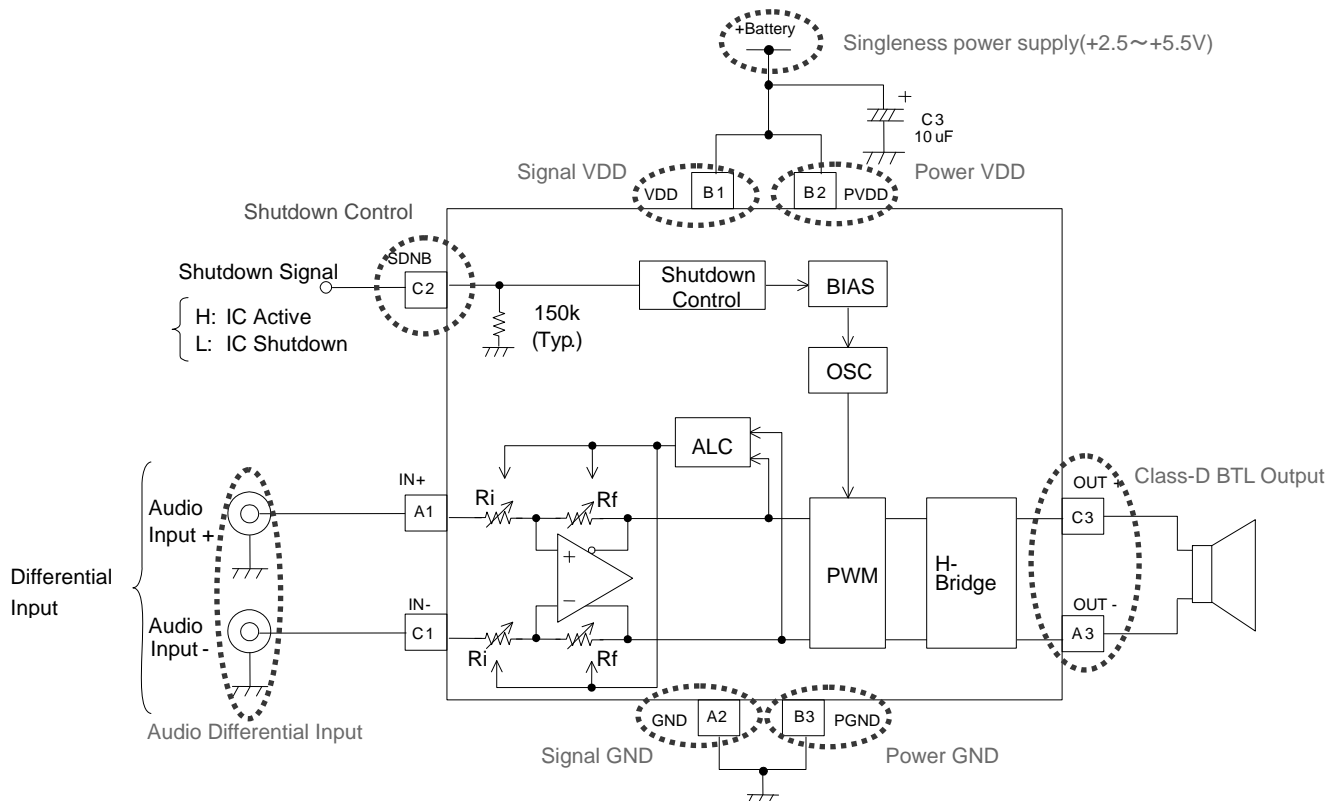 +Battery
Singleness power supply(+2.5～+5.5V)
+
C3
10 uF
Signal VDD
Power VDD
VDD
B1
B2
PVDD
Shutdown Control
SDNB
Shutdown Signal
C2
H: IC Active
L: IC Shutdown
150k
(Typ.)
Shutdown
Control
BIAS
OSC
ALC
IN+
Ri
Rf
OUT +
Class-D BTL Output
Audio
Input +
A1
C3
+
Differential
Input
PWM
H-
Bridge
−
IN-
OUT -
Audio
Input -
C1
A3
Ri
Rf
Audio Differential Input
GND
A2
B3
PGND
Signal GND
Power GND